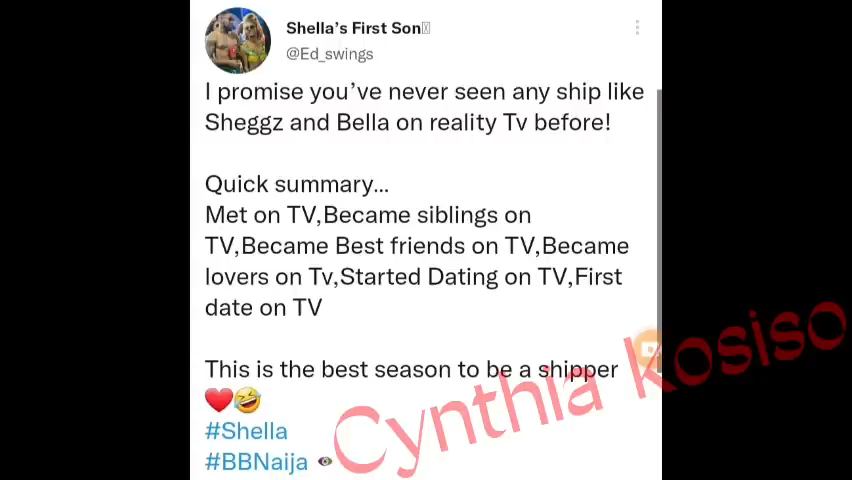 Shella’s First Son
@Ed_swings
I promise you’ve never seen any ship like
Sheggz and Bella on reality Tv before!
Quick summary...
Met on TV,Became siblings on
TV,Became Best friends on TV,Became
lovers on Tv,Started Dating on TV,First
date on TV
This is the best season to be a shipper
❤️🤣
#Shella
#BBNaija
Cynthia kosiso